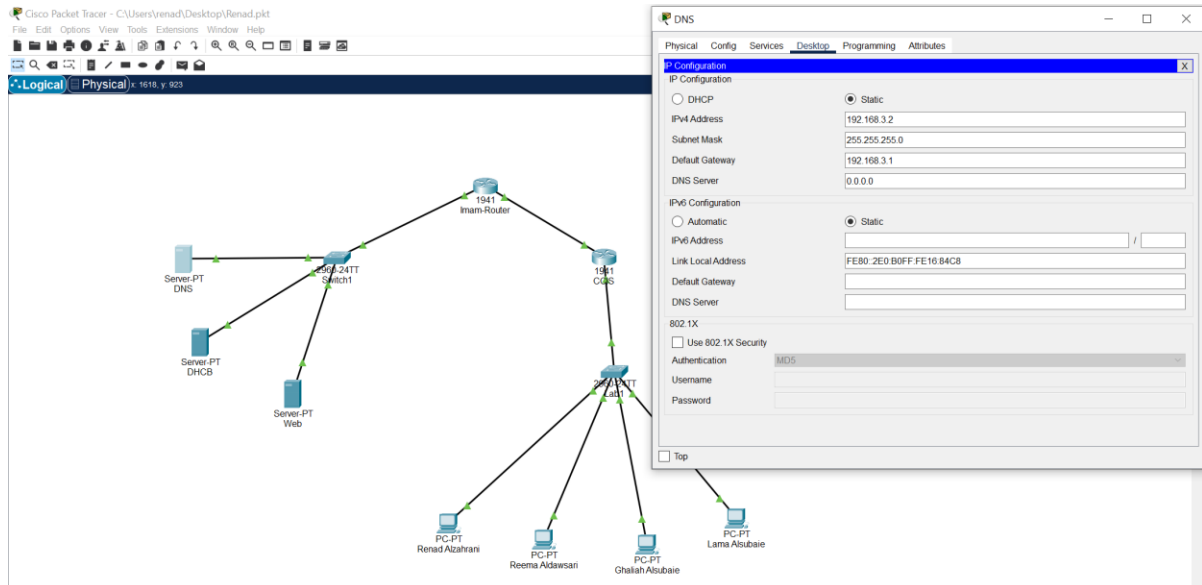 Cisco Packet Tracer - C:\Users\renad\Desktop\Renad.pkt
File Edit Options View Tools Extensions Window Help
Logical Physical x: 1618, y: 923
1941
Imam-Router
Server-PT
DNS
2960-24TT
Switch1
1941
CCIS
Server-PT
DHCB
Server-PT
Web
2960-24TT
Lab1
PC-PT
Renad Alzahrani
PC-PT
Reema Aldawsari
PC-PT
Ghaliah Alsubaie
PC-PT
Lama Alsubaie
DNS
Physical Config Services Desktop Programming Attributes
IP Configuration X
IP Configuration
DHCP Static
IPv4 Address 192.168.3.2
Subnet Mask 255.255.255.0
Default Gateway 192.168.3.1
DNS Server 0.0.0.0
IPv6 Configuration
Automatic Static
IPv6 Address /
Link Local Address FE80::2E0:B0FF:FE16:84C8
Default Gateway
DNS Server
802.1X
Use 802.1X Security
Authentication MD5
Username
Password
Top